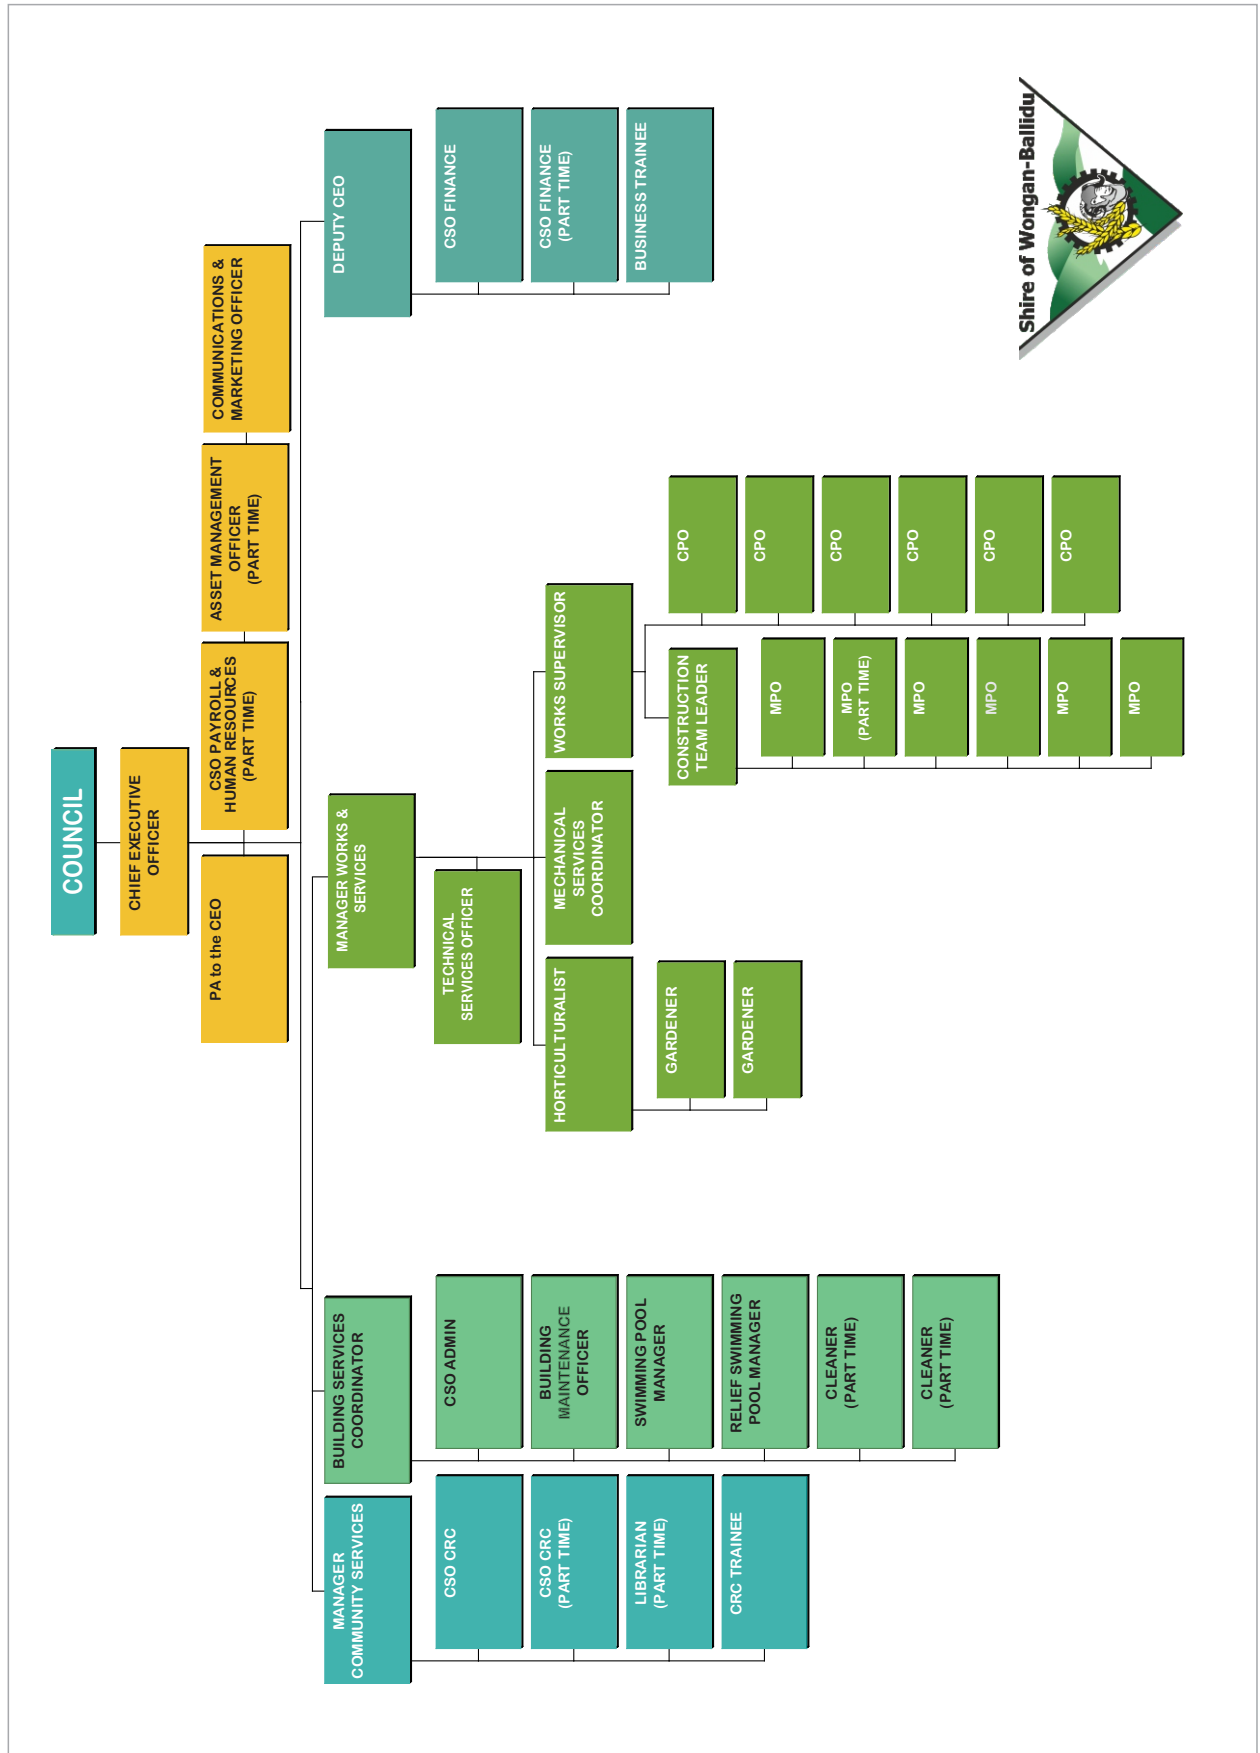 COUNCIL
CHIEF EXECUTIVE
OFFICER
PA to the CEO
CSO PAYROLL &
HUMAN RESOURCES
(PART TIME)
ASSET MANAGEMENT
OFFICER
(PART TIME)
COMMUNICATIONS &
MARKETING OFFICER
MANAGER
COMMUNITY SERVICES
CSO CRC
CSO CRC
(PART TIME)
LIBRARIAN
(PART TIME)
CRC TRAINEE
BUILDING SERVICES
COORDINATOR
CSO ADMIN
BUILDING
MAINTENANCE
OFFICER
SWIMMING POOL
MANAGER
RELIEF SWIMMING
POOL MANAGER
CLEANER
(PART TIME)
CLEANER
(PART TIME)
MANAGER WORKS &
SERVICES
TECHNICAL
SERVICES OFFICER
HORTICULTURALIST
GARDENER
GARDENER
MECHANICAL
SERVICES
COORDINATOR
WORKS SUPERVISOR
CONSTRUCTION
TEAM LEADER
MPO
MPO
(PART TIME)
MPO
MPO
MPO
MPO
CPO
CPO
CPO
CPO
CPO
CPO
DEPUTY CEO
CSO FINANCE
CSO FINANCE
(PART TIME)
BUSINESS TRAINEE
Shire of Wongan-Ballidu